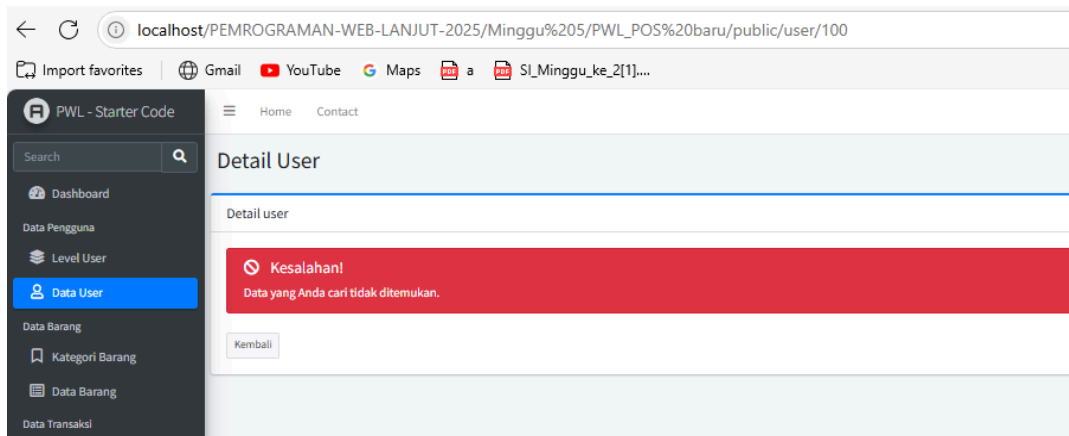 localhost/PEMROGRAMAN-WEB-LANJUT-2025/Minggu%205/PWL_POS%20baru/public/user/100
Import favorites Gmail YouTube Maps a SI_Minggu_ke_2[1]....
PWL - Starter Code Home Contact
Search
Detail User
Dashboard
Data Pengguna
Detail user
Level User
Kesalahan!
Data User
Data yang Anda cari tidak ditemukan.
Data Barang
Kembali
Kategori Barang
Data Barang
Data Transaksi